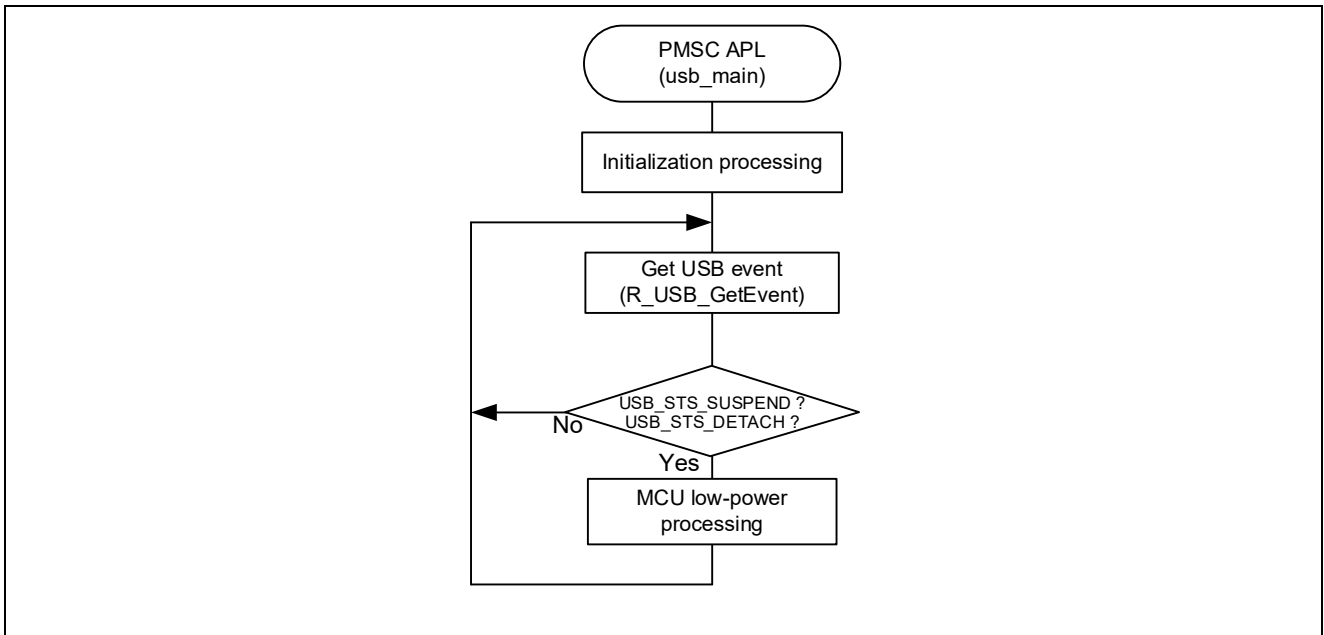 PMSC APL
(usb_main)
Initialization processing
Get USB event
(R_USB_GetEvent)
USB_STS_SUSPEND ?
USB_STS_DETACH ?
No
Yes
MCU low-power
processing